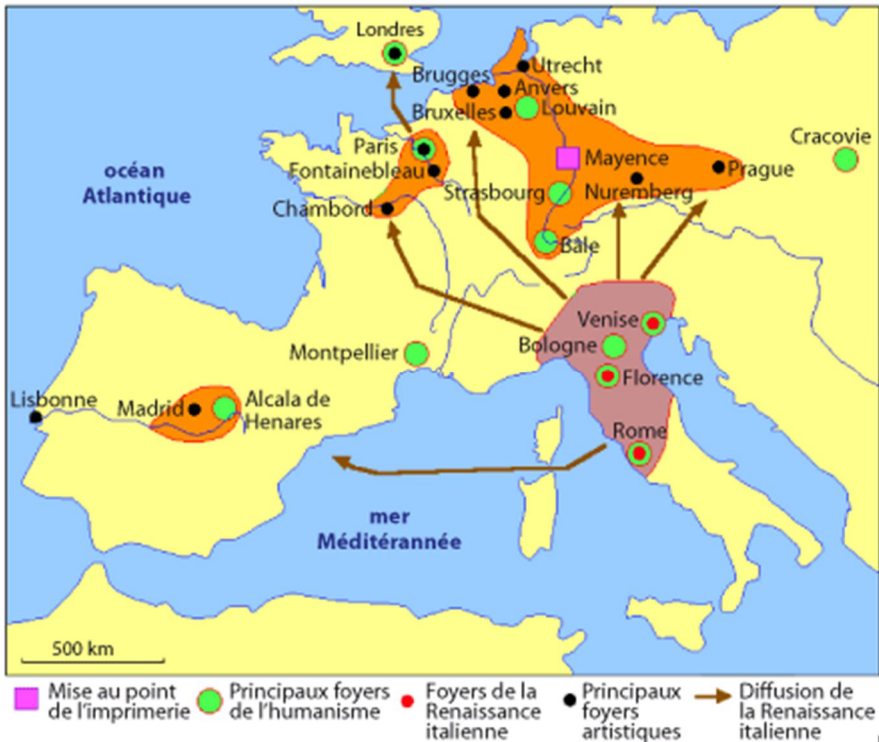 Londres
Utrecht
Brugges
Anvers
Bruxelles
Louvain
Paris
Mayence
Cracovie
Fontainebleau
Prague
océan
Atlantique
Strasbourg
Nuremberg
Chambord
Bâle
Venise
Bologne
Montpellier
Florence
Lisbonne
Madrid
Alcala de
Henares
Rome
mer
Méditérannée
500 km
Mise au point
de l'imprimerie
Principaux foyers
de l'humanisme
Foyers de la
Renaissance
italienne
Principaux
foyers
artistiques
Diffusion de
la Renaissance
italienne